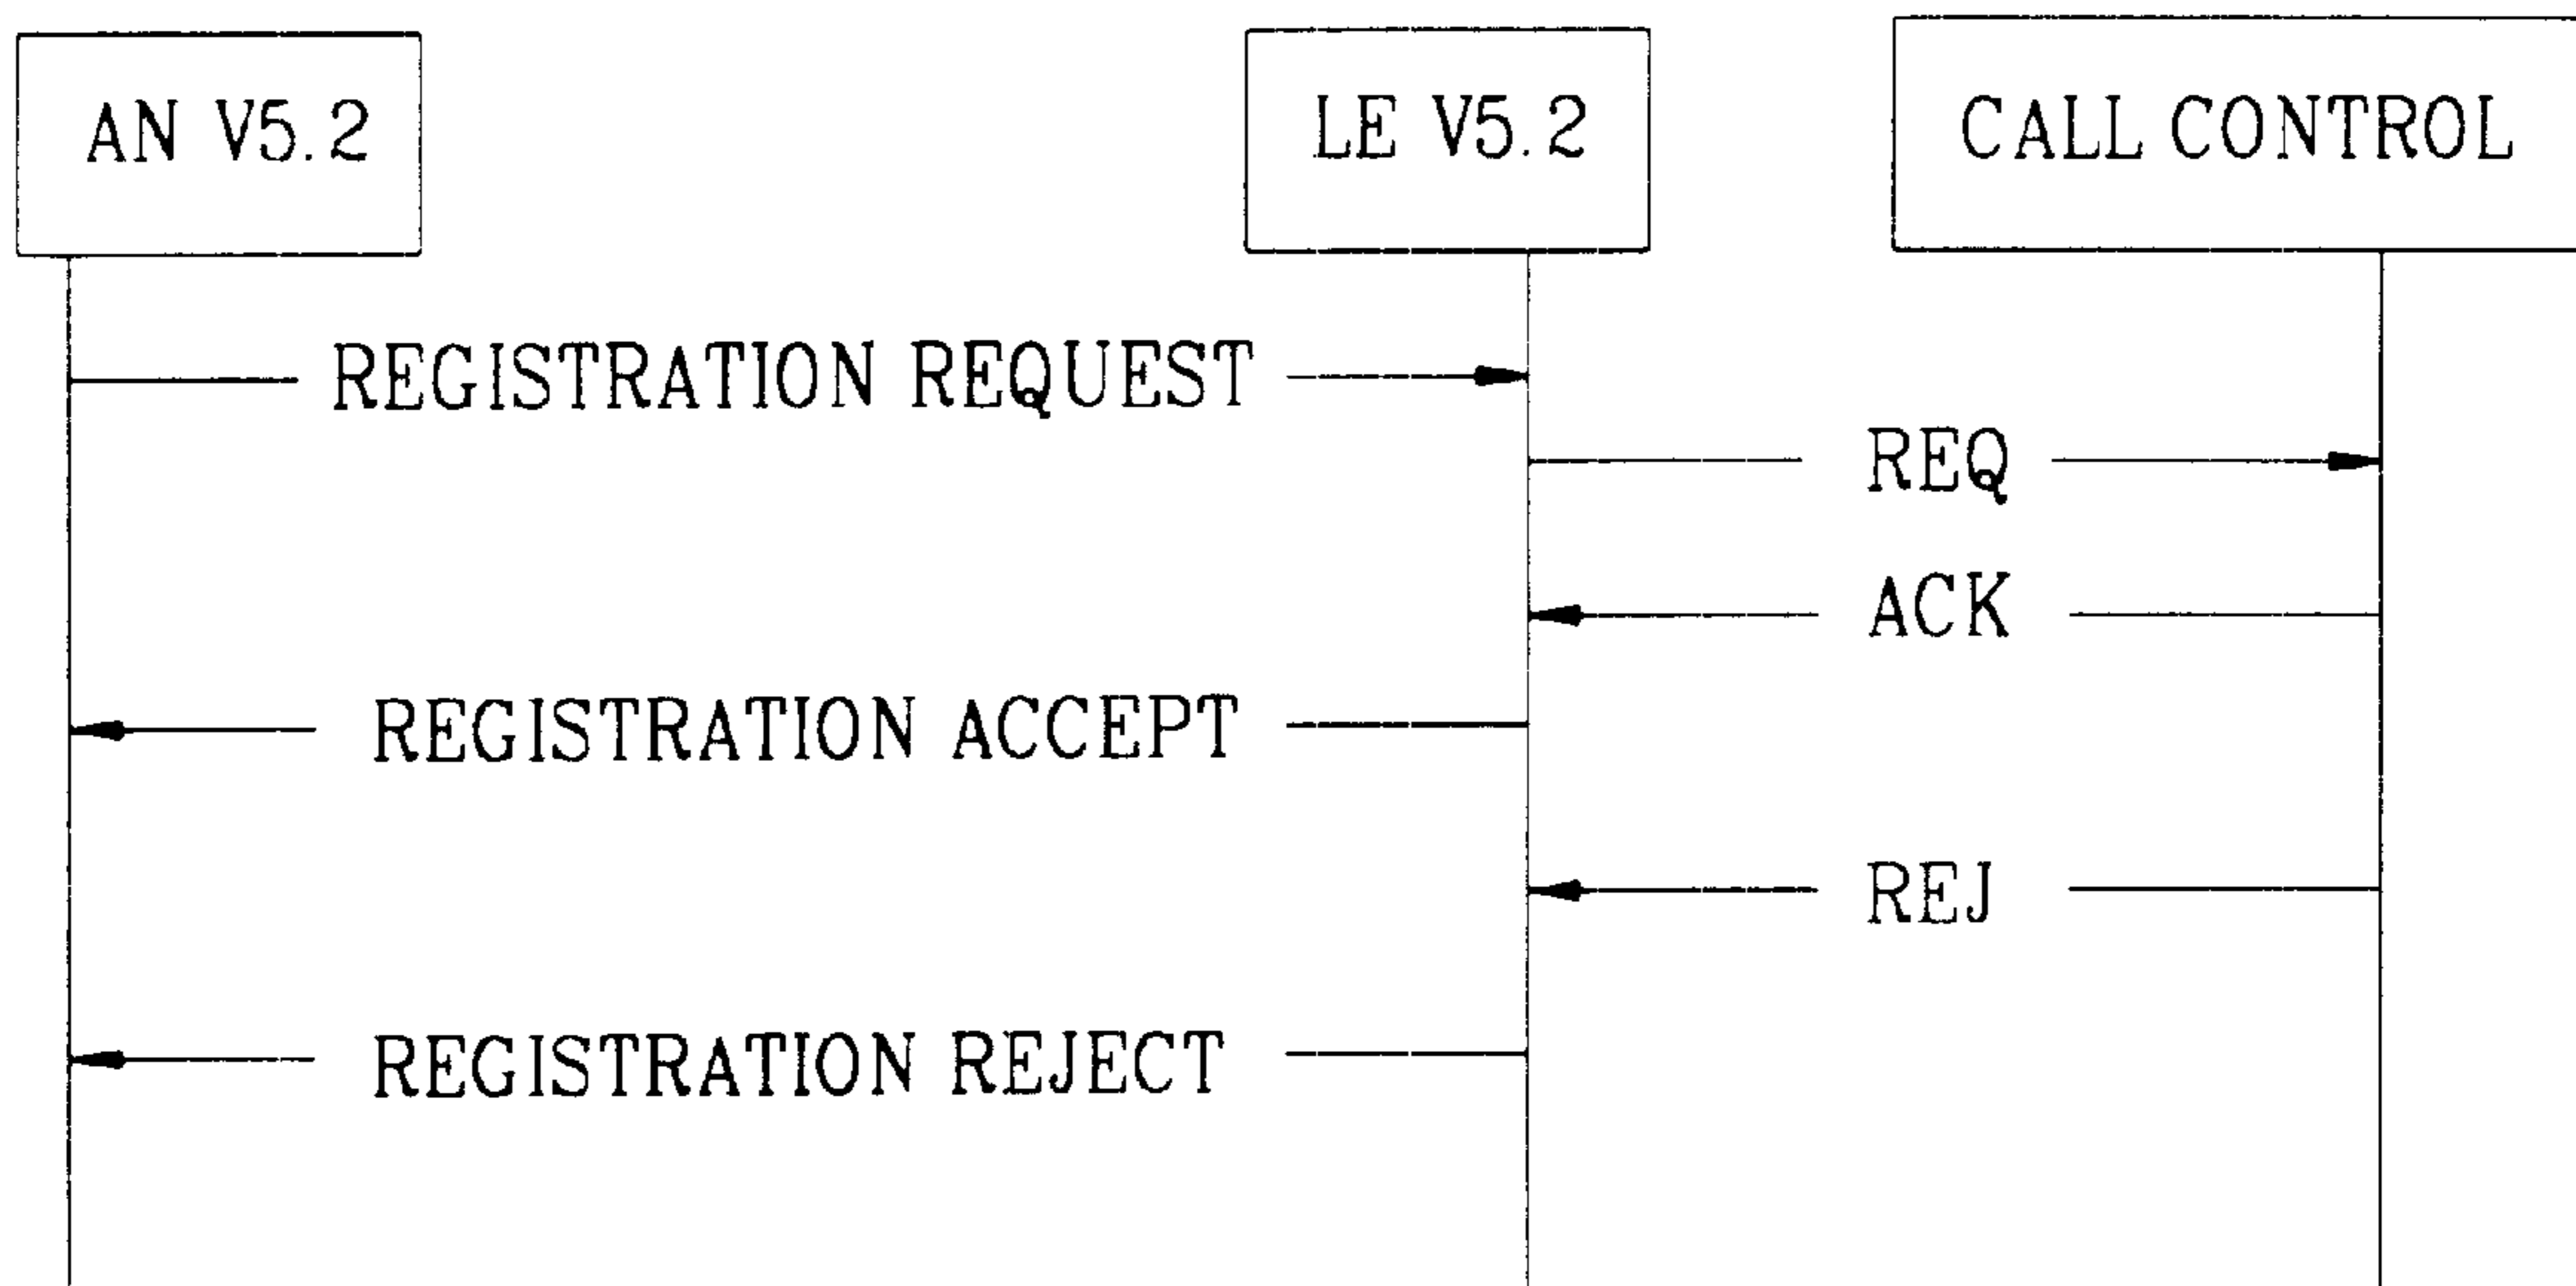 AN V5.2
LE V5.2
CALL CONTROL
REGISTRATION REQUEST
REQ
ACK
REGISTRATION ACCEPT
REJ
REGISTRATION REJECT